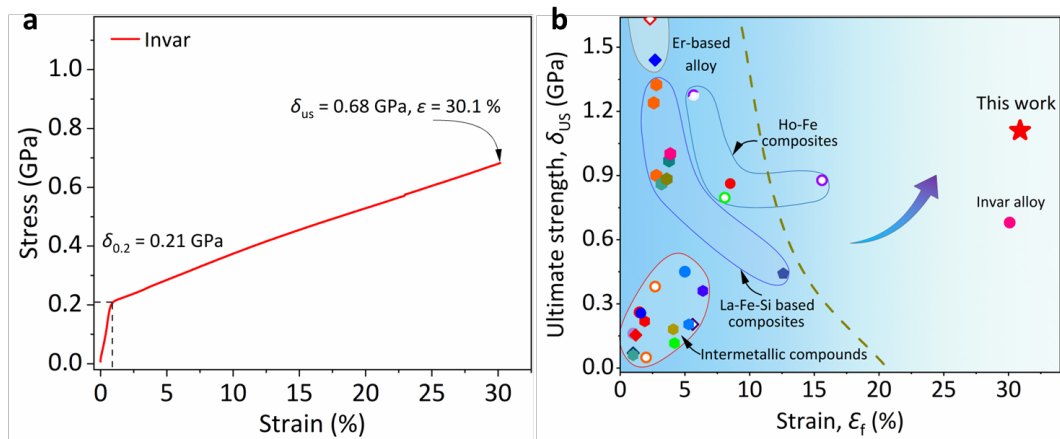 a
Invar
δus = 0.68 GPa, ε = 30.1 %
δ0.2 = 0.21 GPa
Stress (GPa)
1.0
0.8
0.6
0.4
0.2
0.0
0 5 10 15 20 25 30
Strain (%)
b
Er-based
alloy
Ho-Fe
composites
This work
Invar alloy
La-Fe-Si based
composites
Intermetallic compounds
Ultimate strength, δUS (GPa)
1.5
1.2
0.9
0.6
0.3
0.0
0 5 10 15 20 25 30
Strain, Ɛf (%)